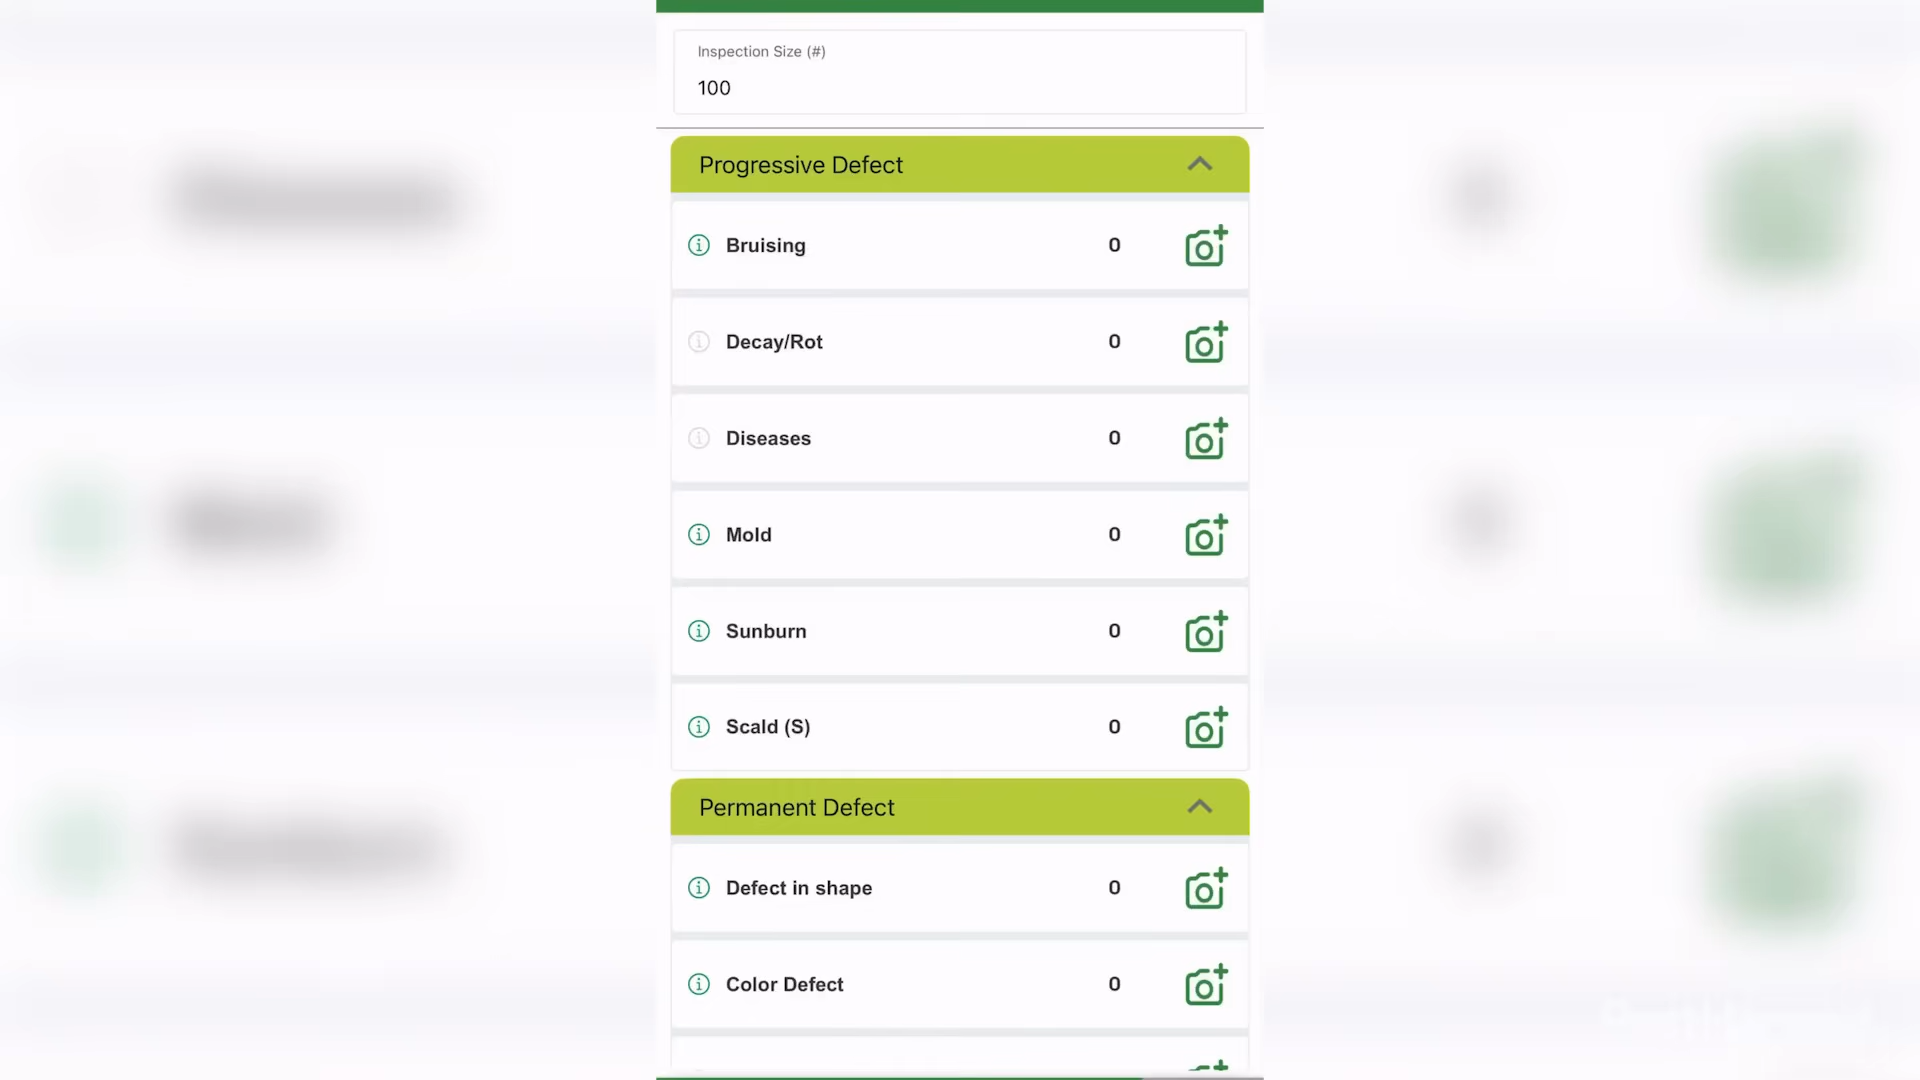 Inspection Size (#)
100
Progressive Defect
Bruising 0
Decay/Rot 0
Diseases 0
Mold 0
Sunburn 0
Scald (S) 0
Permanent Defect
Defect in shape 0
Color Defect 0